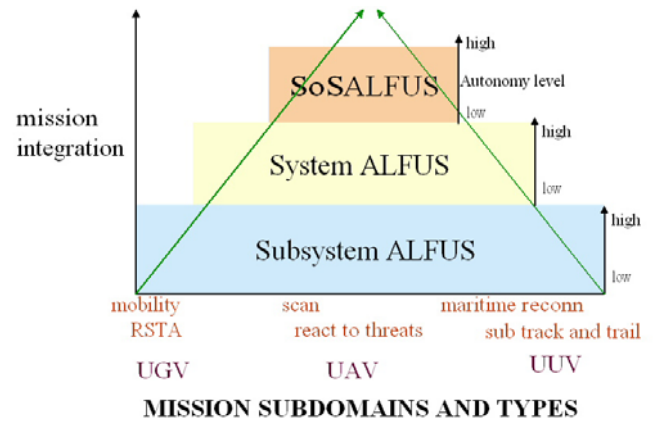 high
SoSALFUS
Autonomy level
low
mission
integration
high
System ALFUS
low
high
Subsystem ALFUS
low
mobility scan maritime reconn
RSTA react to threats sub track and trail
UGV UAV UUV
MISSION SUBDOMAINS AND TYPES